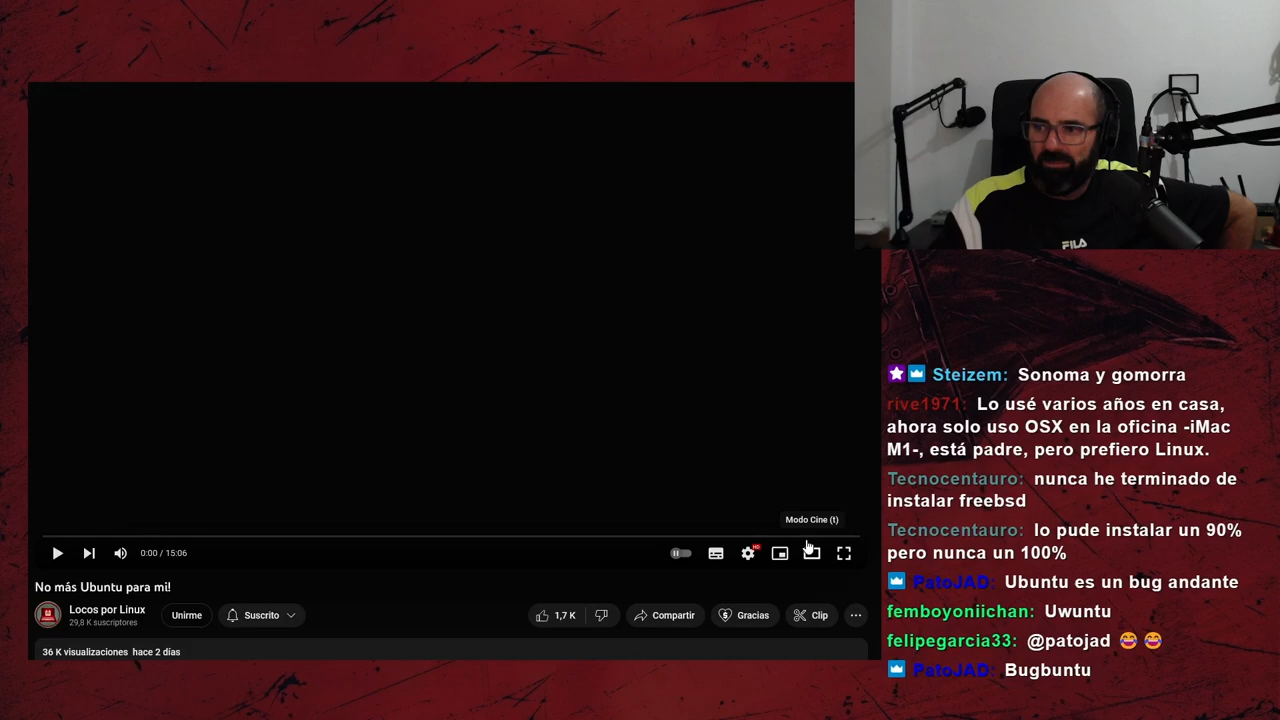 FILA
Modo Cine (t)
0:00 / 15:06
HD
No más Ubuntu para mi!
Locos por Linux
29,8 K suscriptores
Unirme
Suscrito
1,7 K
Compartir
Gracias
Clip
36 K visualizaciones hace 2 días
Steizem: Sonoma y gomorra
rive1971: Lo usé varios años en casa,
ahora solo uso OSX en la oficina -iMac
M1-, está padre, pero prefiero Linux.
Tecnocentauro: nunca he terminado de
instalar freebsd
Tecnocentauro: lo pude instalar un 90%
pero nunca un 100%
PatoJAD: Ubuntu es un bug andante
femboyoniichan: Uwuntu
felipegarcia33: @patojad 😂 😂
PatoJAD: Bugbuntu